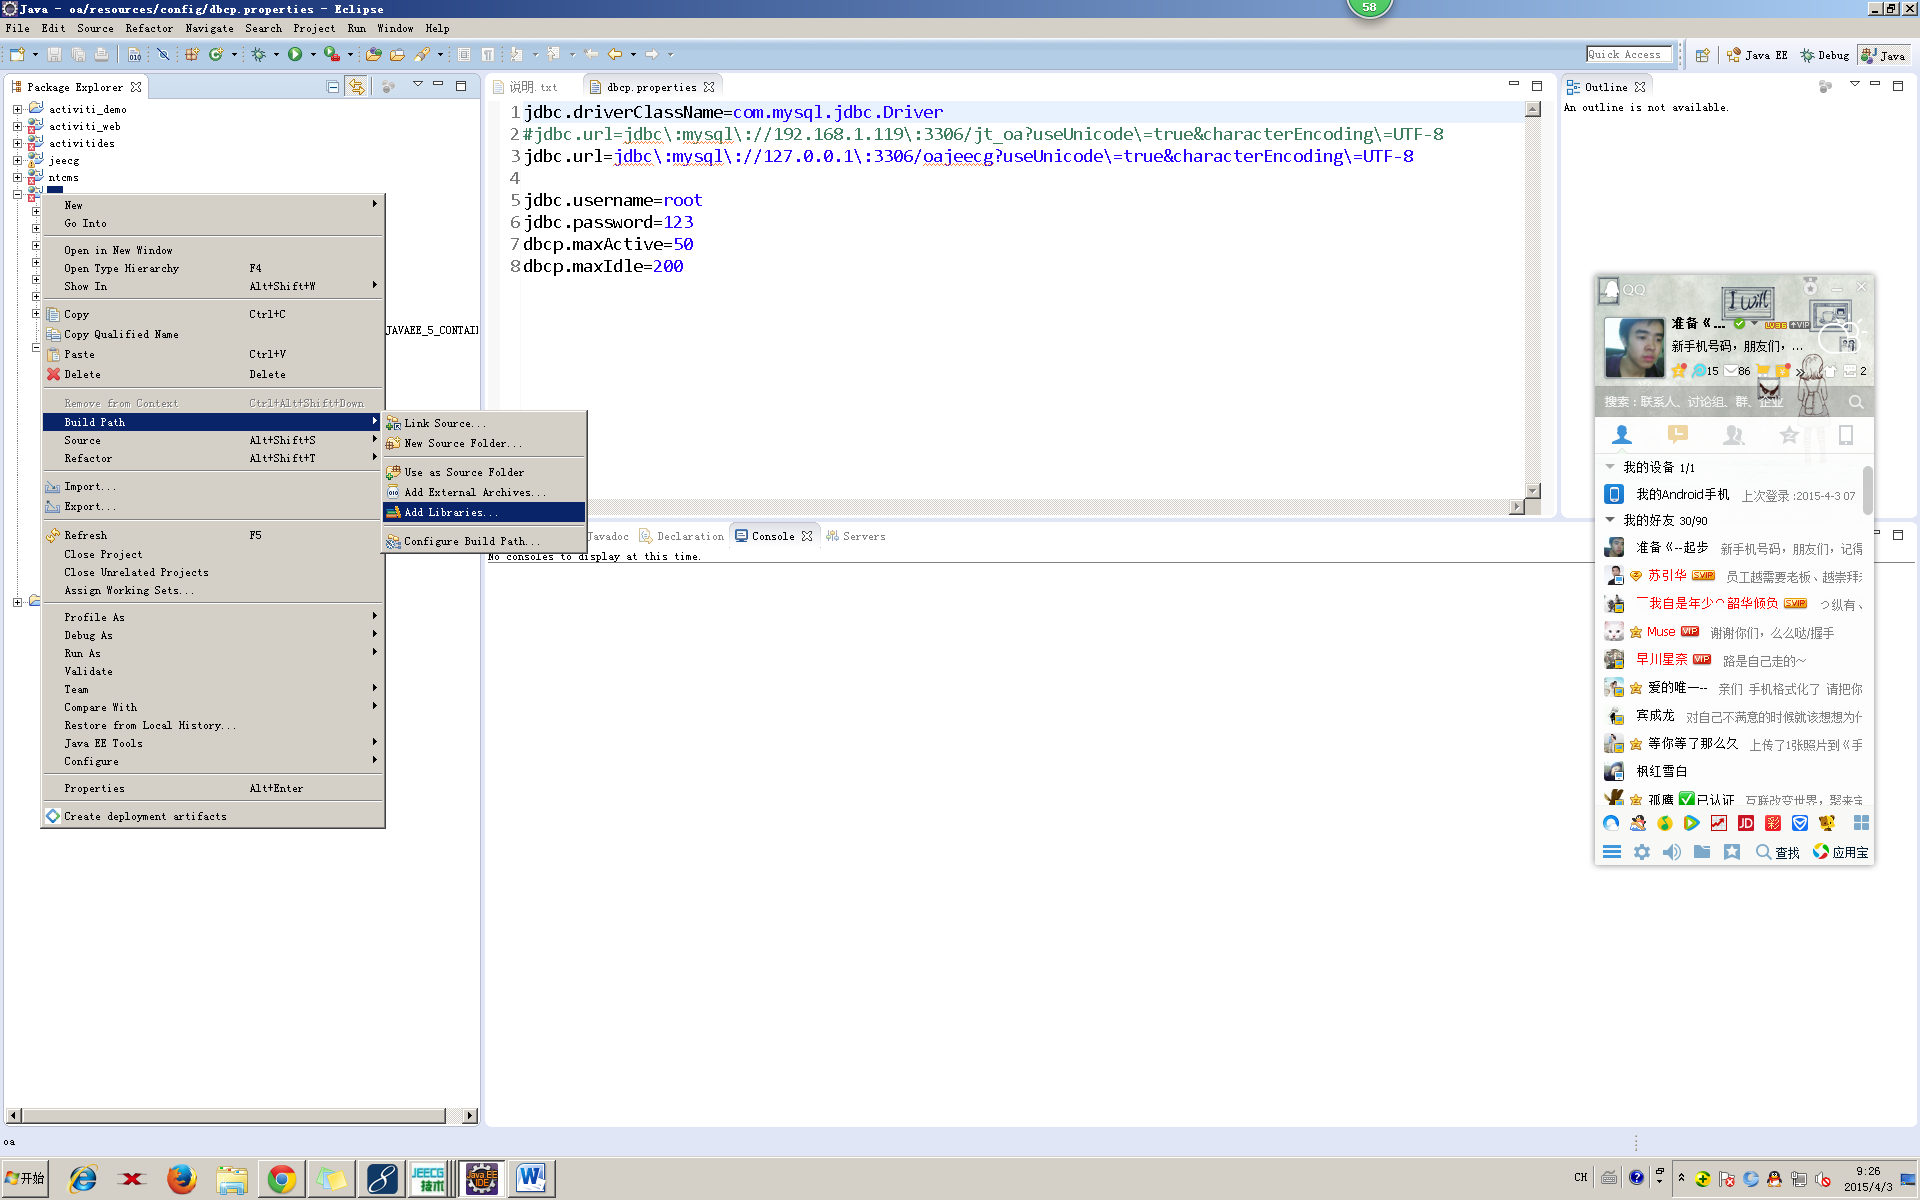 Java - oa/resources/config/dbcp.properties - Eclipse
58
File Edit Source Refactor Navigate Search Project Run Window Help
Quick Access
Java EE
Debug
Java
Package Explorer
activiti_demo
activiti_web
activitides
jeecg
ntcms
New
Go Into
Open in New Window
Open Type Hierarchy F4
Show In Alt+Shift+W
Copy Ctrl+C
Copy Qualified Name
Paste Ctrl+V
Delete Delete
Remove from Context Ctrl+Alt+Shift+Down
Build Path
Source Alt+Shift+S
Refactor Alt+Shift+T
Import...
Export...
Refresh F5
Close Project
Close Unrelated Projects
Assign Working Sets...
Profile As
Debug As
Run As
Validate
Team
Compare With
Restore from Local History...
Java EE Tools
Configure
Properties Alt+Enter
Create deployment artifacts
JAVAEE_5_CONTAI
Link Source...
New Source Folder...
Use as Source Folder
Add External Archives...
Add Libraries...
Configure Build Path...
说明.txt
dbcp.properties
1 jdbc.driverClassName=com.mysql.jdbc.Driver
2 #jdbc.url=jdbc\:mysql\://192.168.1.119\:3306/jt_oa?useUnicode\=true&characterEncoding\=UTF-8
3 jdbc.url=jdbc\:mysql\://127.0.0.1\:3306/oajeecg?useUnicode\=true&characterEncoding\=UTF-8
4
5 jdbc.username=root
6 jdbc.password=123
7 dbcp.maxActive=50
8 dbcp.maxIdle=200
Javadoc
Declaration
Console
Servers
No consoles to display at this time.
Outline
An outline is not available.
QQ
I will
准备《...
新手机号码，朋友们，...
15
86
2
搜索：联系人、讨论组、群、企业
我的设备 1/1
我的Android手机 上次登录 :2015-4-3 07
我的好友 30/90
准备《--起步 新手机号码，朋友们，记得
苏引华 SVIP 员工越需要老板、越崇拜
我自是年少 韶华倾负 SVIP つ纵有、
Muse VIP 谢谢你们，么么哒/握手
早川星奈 VIP 路是自己走的～
爱的唯一-- 亲们 手机格式化了 请把你
宾成龙 对自己不满意的时候就该想想为什
等你等了那么久 上传了1张照片到《手
枫红雪白
孤鹰 已认证 互联改变世界，聚来宝
JD
彩
查找
应用宝
oa
开始
JEECG
技术
Java EE
IDE
CH
9:26
2015/4/3